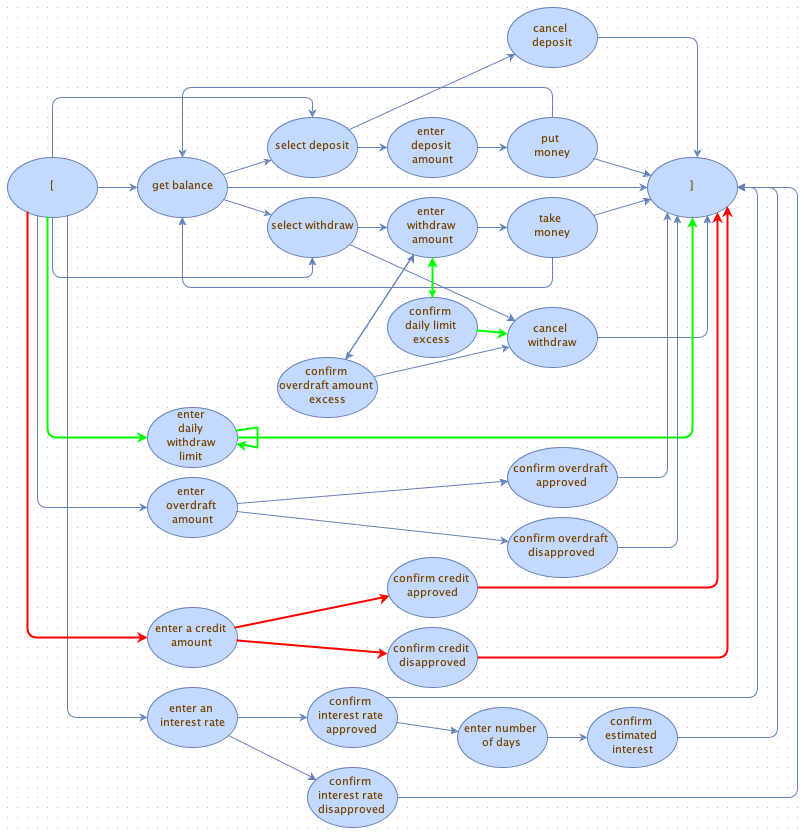 cancel
deposit
select deposit
enter
deposit
amount
put
money
[
get balance
]
select withdraw
enter
withdraw
amount
take
money
confirm
daily limit
excess
cancel
withdraw
confirm
overdraft amount
excess
enter
daily
withdraw
limit
confirm overdraft
approved
enter
overdraft
amount
confirm overdraft
disapproved
confirm credit
approved
enter a credit
amount
confirm credit
disapproved
enter an
interest rate
confirm
interest rate
approved
enter number
of days
confirm
estimated
interest
confirm
interest rate
disapproved